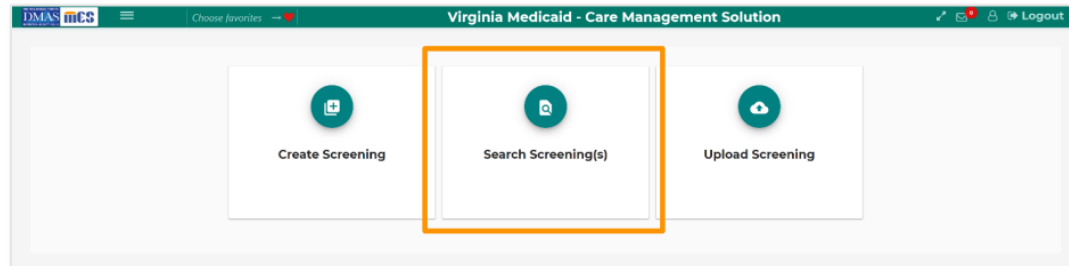 DMAS mCS
Choose favorites
Virginia Medicaid - Care Management Solution
Logout
Create Screening
Search Screening(s)
Upload Screening